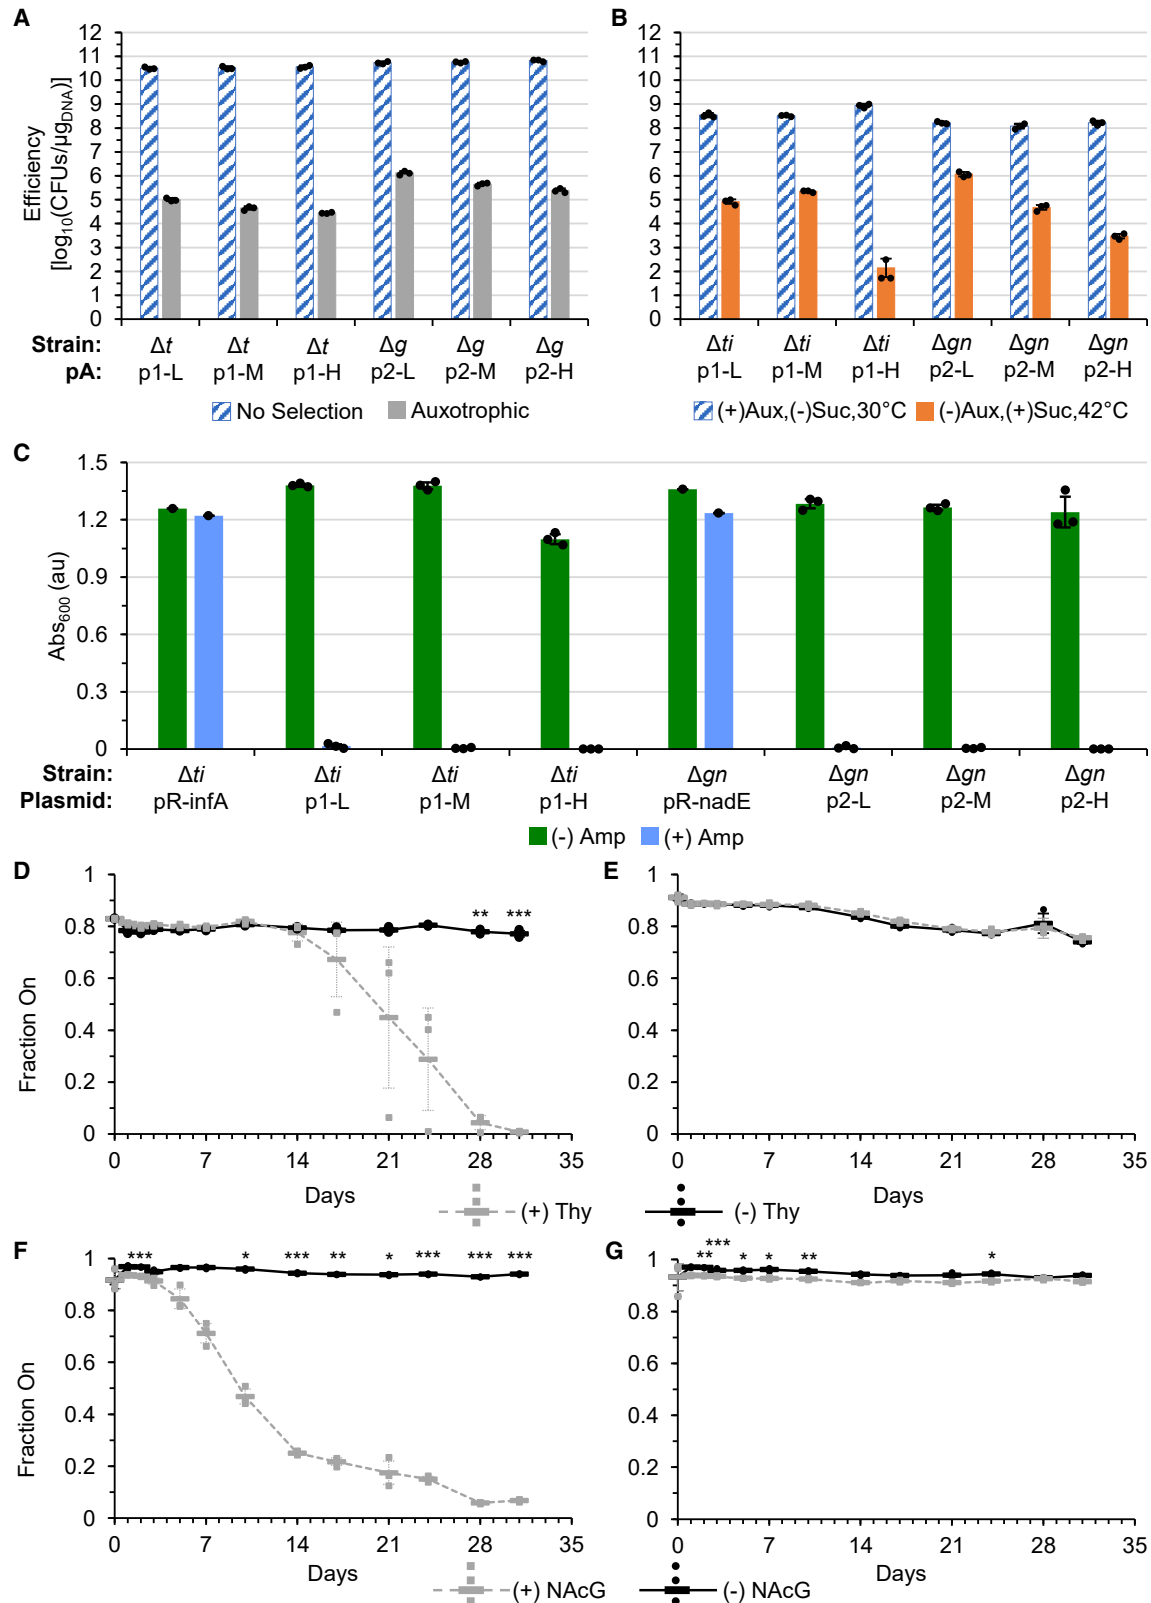 A
Efficiency
[log₁₀(CFUs/µg_DNA)]
12
11
10
9
8
7
6
5
4
3
2
1
0
Strain: Δt Δt Δt Δg Δg Δg
pA: p1-L p1-M p1-H p2-L p2-M p2-H
No Selection Auxotrophic
B
12
11
10
9
8
7
6
5
4
3
2
1
0
Δti Δti Δti Δgn Δgn Δgn
p1-L p1-M p1-H p2-L p2-M p2-H
(+)Aux,(-)Suc,30°C (-)Aux,(+)Suc,42°C
C
Abs₆₀₀ (au)
1.5
1.2
0.9
0.6
0.3
0
Strain: Δti Δti Δti Δti Δgn Δgn Δgn Δgn
Plasmid: pR-infA p1-L p1-M p1-H pR-nadE p2-L p2-M p2-H
(-) Amp (+) Amp
D
Fraction On
1
0.8
0.6
0.4
0.2
0
** ***
0 7 14 21 28 35
Days
E
1
0.8
0.6
0.4
0.2
0
0 7 14 21 28 35
Days
(+) Thy (-) Thy
F
Fraction On
1
0.8
0.6
0.4
0.2
0
*** * *** ** * *** *** ***
0 7 14 21 28 35
Days
G
1
0.8
0.6
0.4
0.2
0
***
** * * ** *
0 7 14 21 28 35
Days
(+) NAcG (-) NAcG